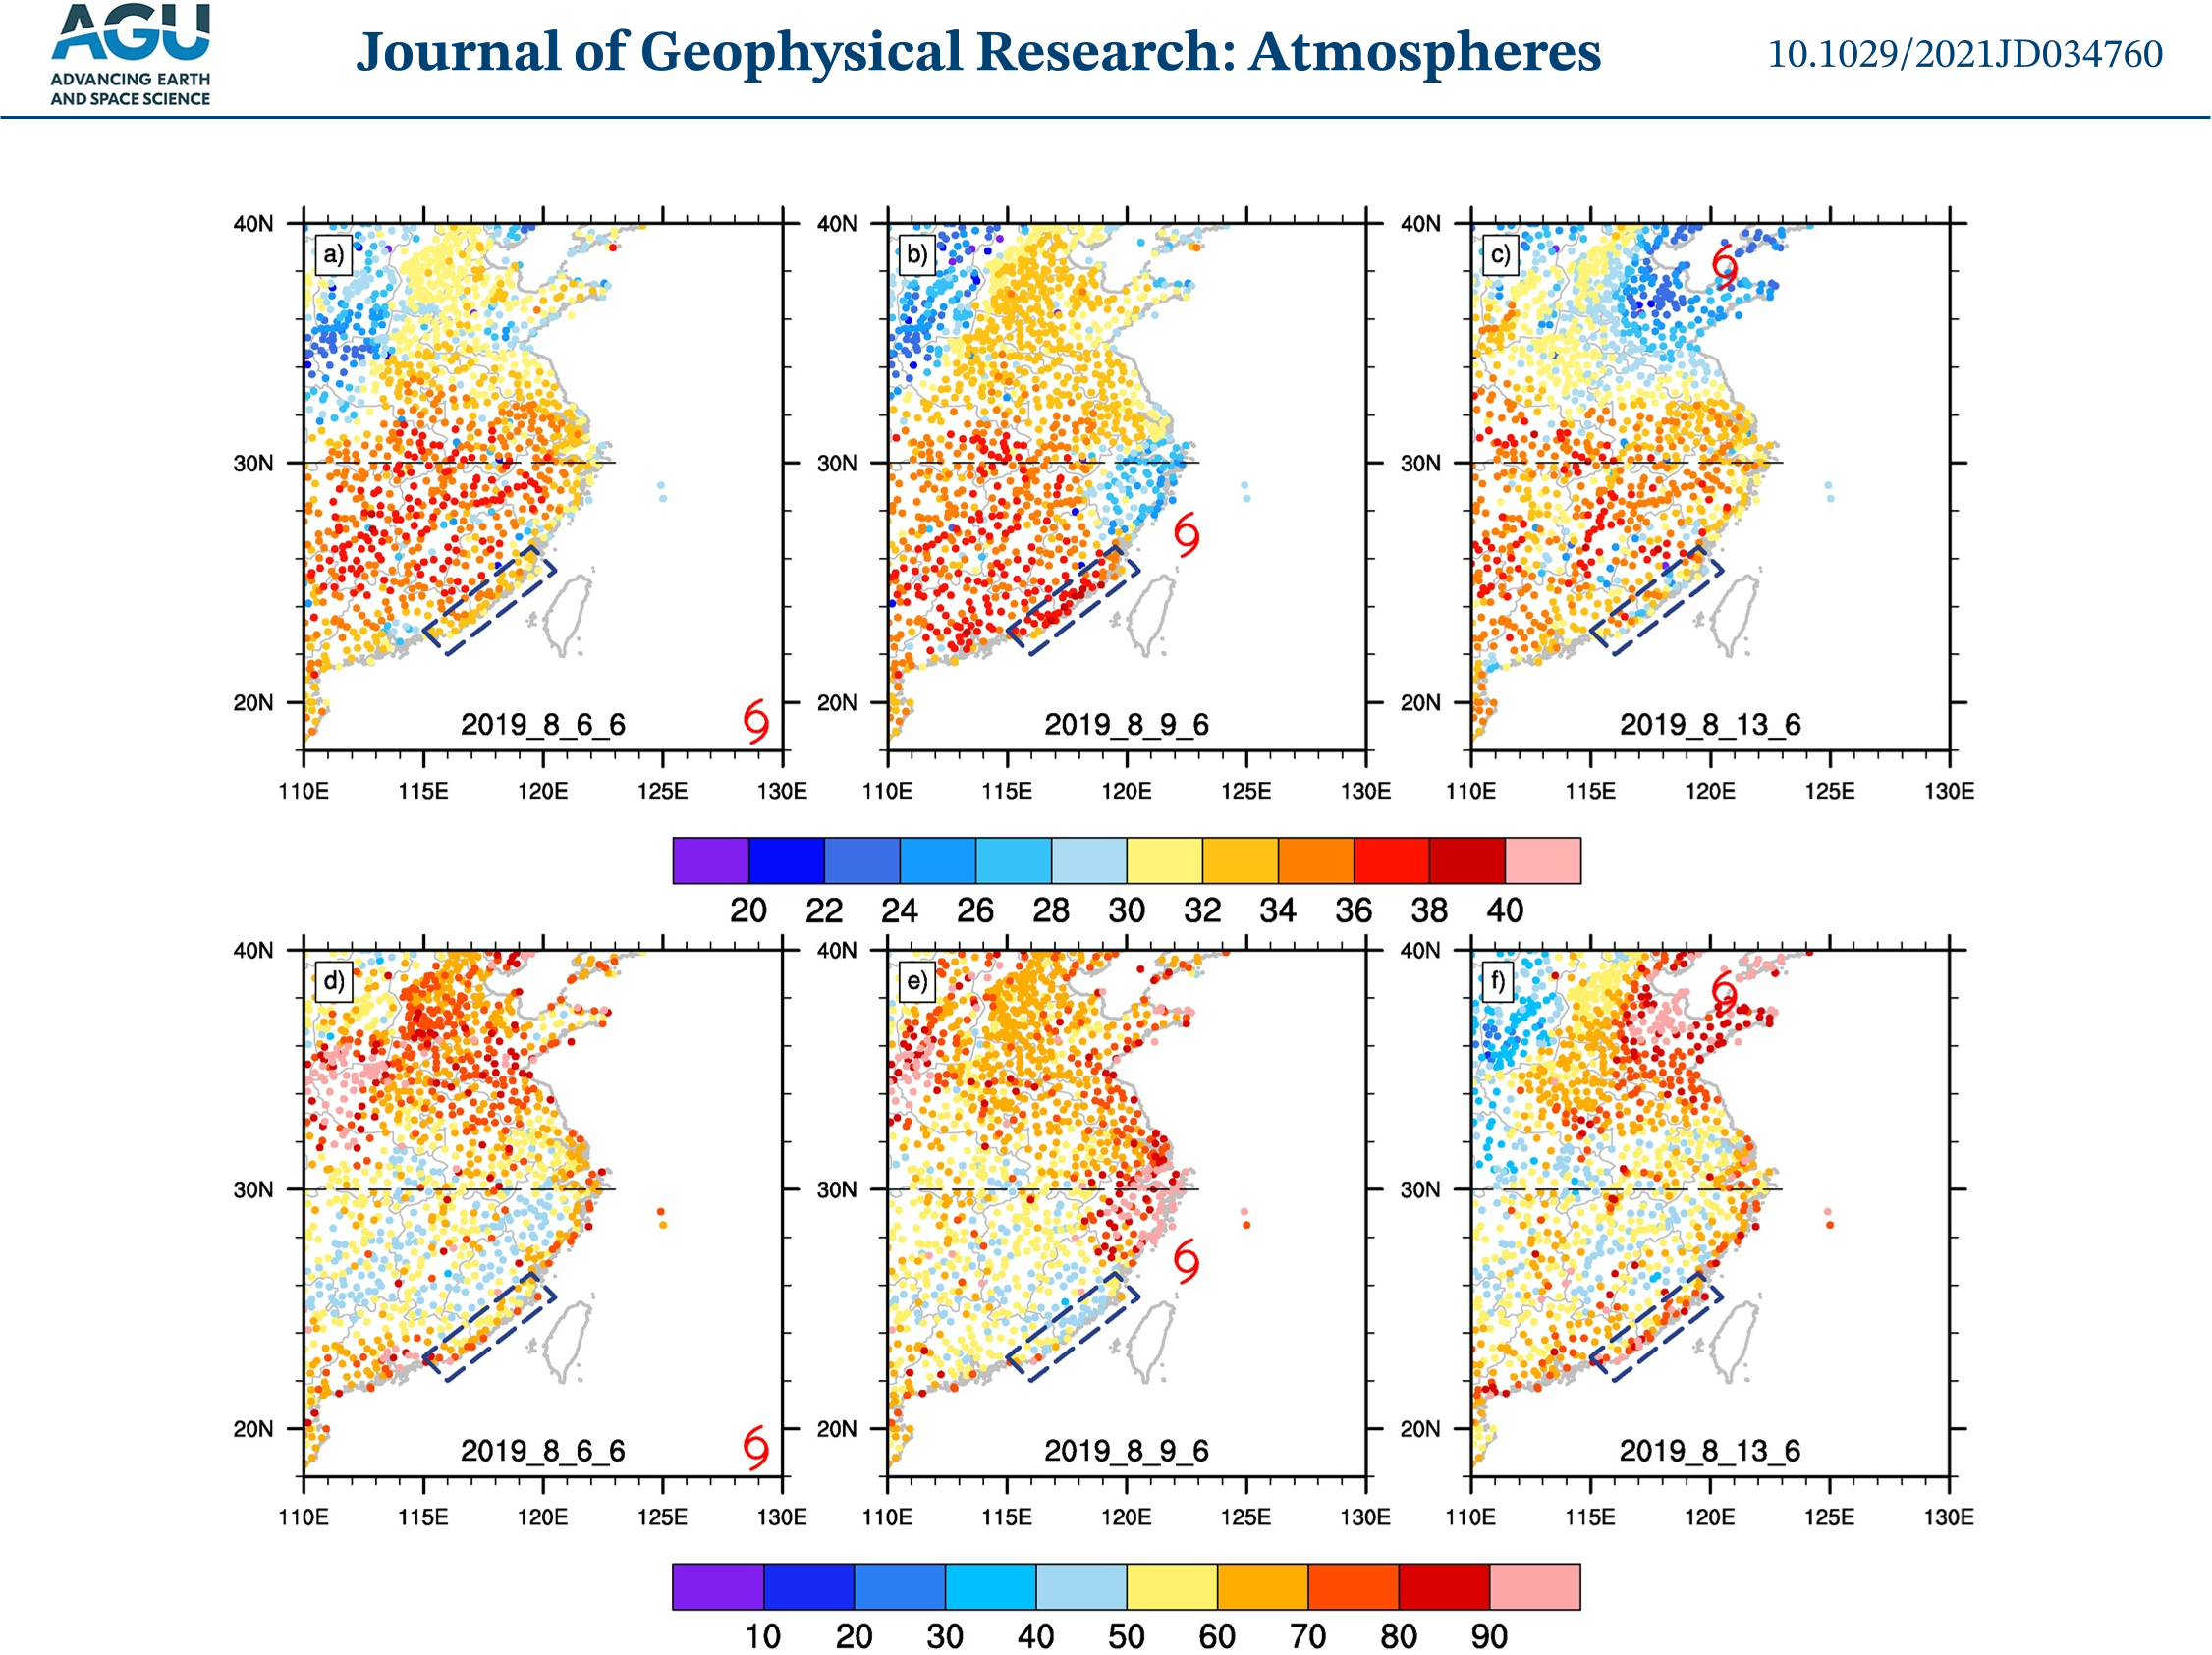 AGU
Journal of Geophysical Research: Atmospheres
10.1029/2021JD034760
ADVANCING EARTH
AND SPACE SCIENCE
40N 40N 40N
a) b) c)
30N 30N 30N
20N 20N 20N
2019_8_6_6 2019_8_9_6 2019_8_13_6
110E 115E 120E 125E 130E 110E 115E 120E 125E 130E 110E 115E 120E 125E 130E
20 22 24 26 28 30 32 34 36 38 40
40N 40N 40N
d) e) f)
30N 30N 30N
20N 20N 20N
2019_8_6_6 2019_8_9_6 2019_8_13_6
110E 115E 120E 125E 130E 110E 115E 120E 125E 130E 110E 115E 120E 125E 130E
10 20 30 40 50 60 70 80 90